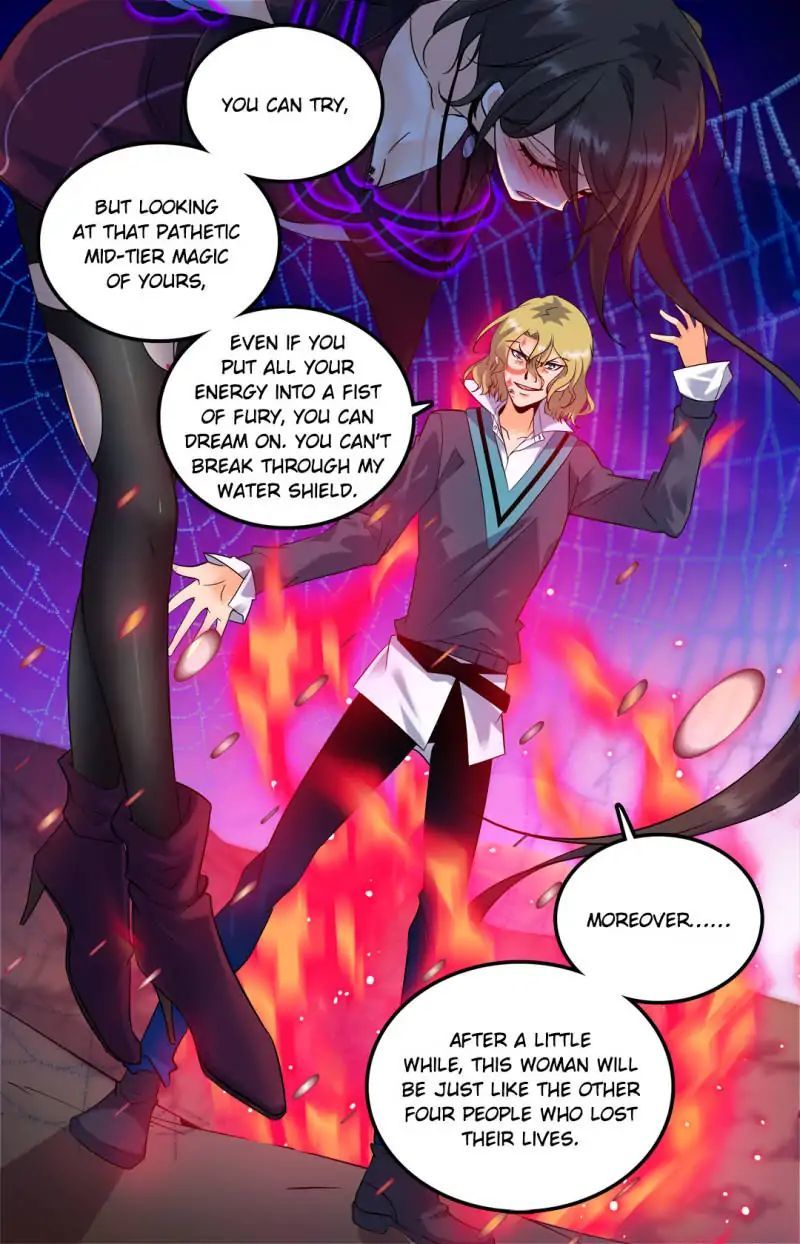 YOU CAN TRY,
BUT LOOKING
AT THAT PATHETIC
MID-TIER MAGIC
OF YOURS,
EVEN IF YOU
PUT ALL YOUR
ENERGY INTO A FIST
OF FURY, YOU CAN
DREAM ON. YOU CAN'T
BREAK THROUGH MY
WATER SHIELD.
MOREOVER......
AFTER A LITTLE
WHILE, THIS WOMAN WILL
BE JUST LIKE THE OTHER
FOUR PEOPLE WHO LOST
THEIR LIVES.